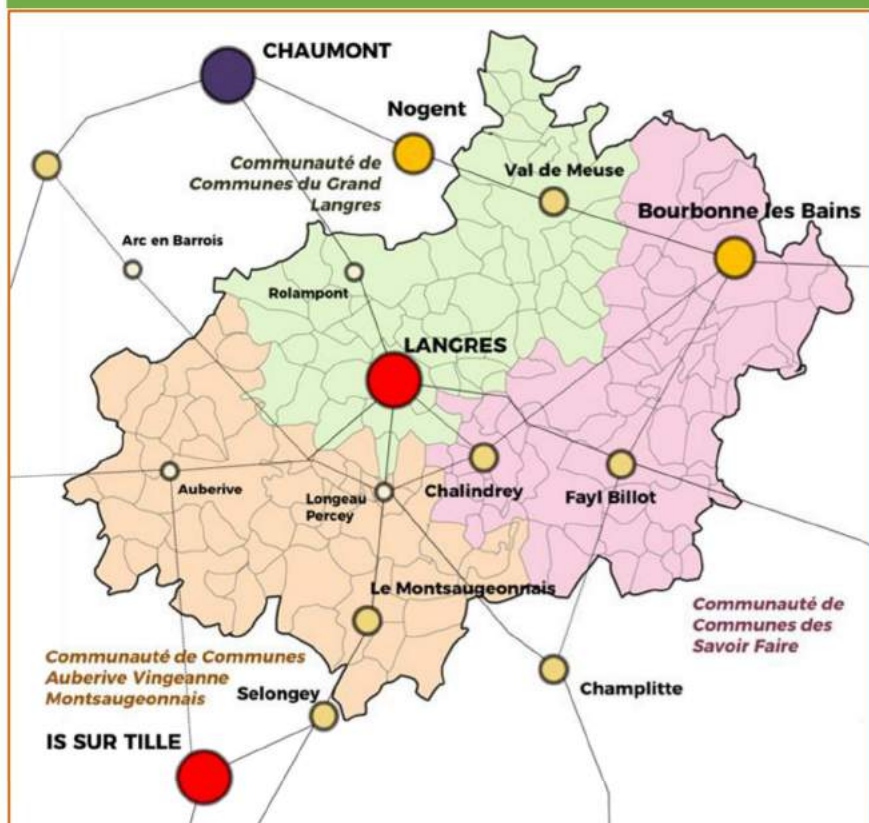 CHAUMONT
Nogent
Communauté de
Communes du Grand
Langres
Val de Meuse
Bourbonne les Bains
Arc en Barrois
Rolampont
LANGRES
Auberive
Longeau
Percey
Chalindrey
Fayl Billot
Le Montsaugeonnais
Communauté de
Communes des
Savoir Faire
Communauté de Communes
Auberive Vingeanne
Montsaugeonnais
Selongey
Champlitte
IS SUR TILLE